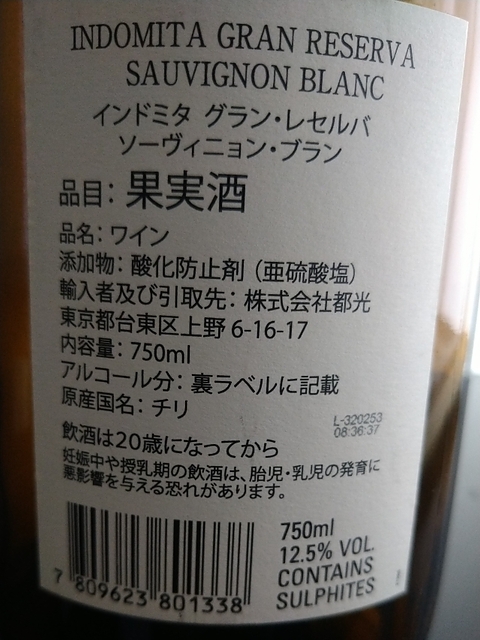 INDOMITA GRAN RESERVA
SAUVIGNON BLANC
インドミタ グラン・レセルバ
ソーヴィニョン・ブラン
品目：果実酒
品名：ワイン
添加物：酸化防止剤（亜硫酸塩）
輸入者及び引取先：株式会社都光
東京都台東区上野 6-16-17
内容量：750ml
アルコール分：裏ラベルに記載
原産国名：チリ
L-320253
08:36:37
飲酒は20歳になってから
妊娠中や授乳期の飲酒は、胎児・乳児の発育に
悪影響を与える恐れがあります。
750ml
12.5% VOL.
CONTAINS
SULPHITES
7 809623 801338